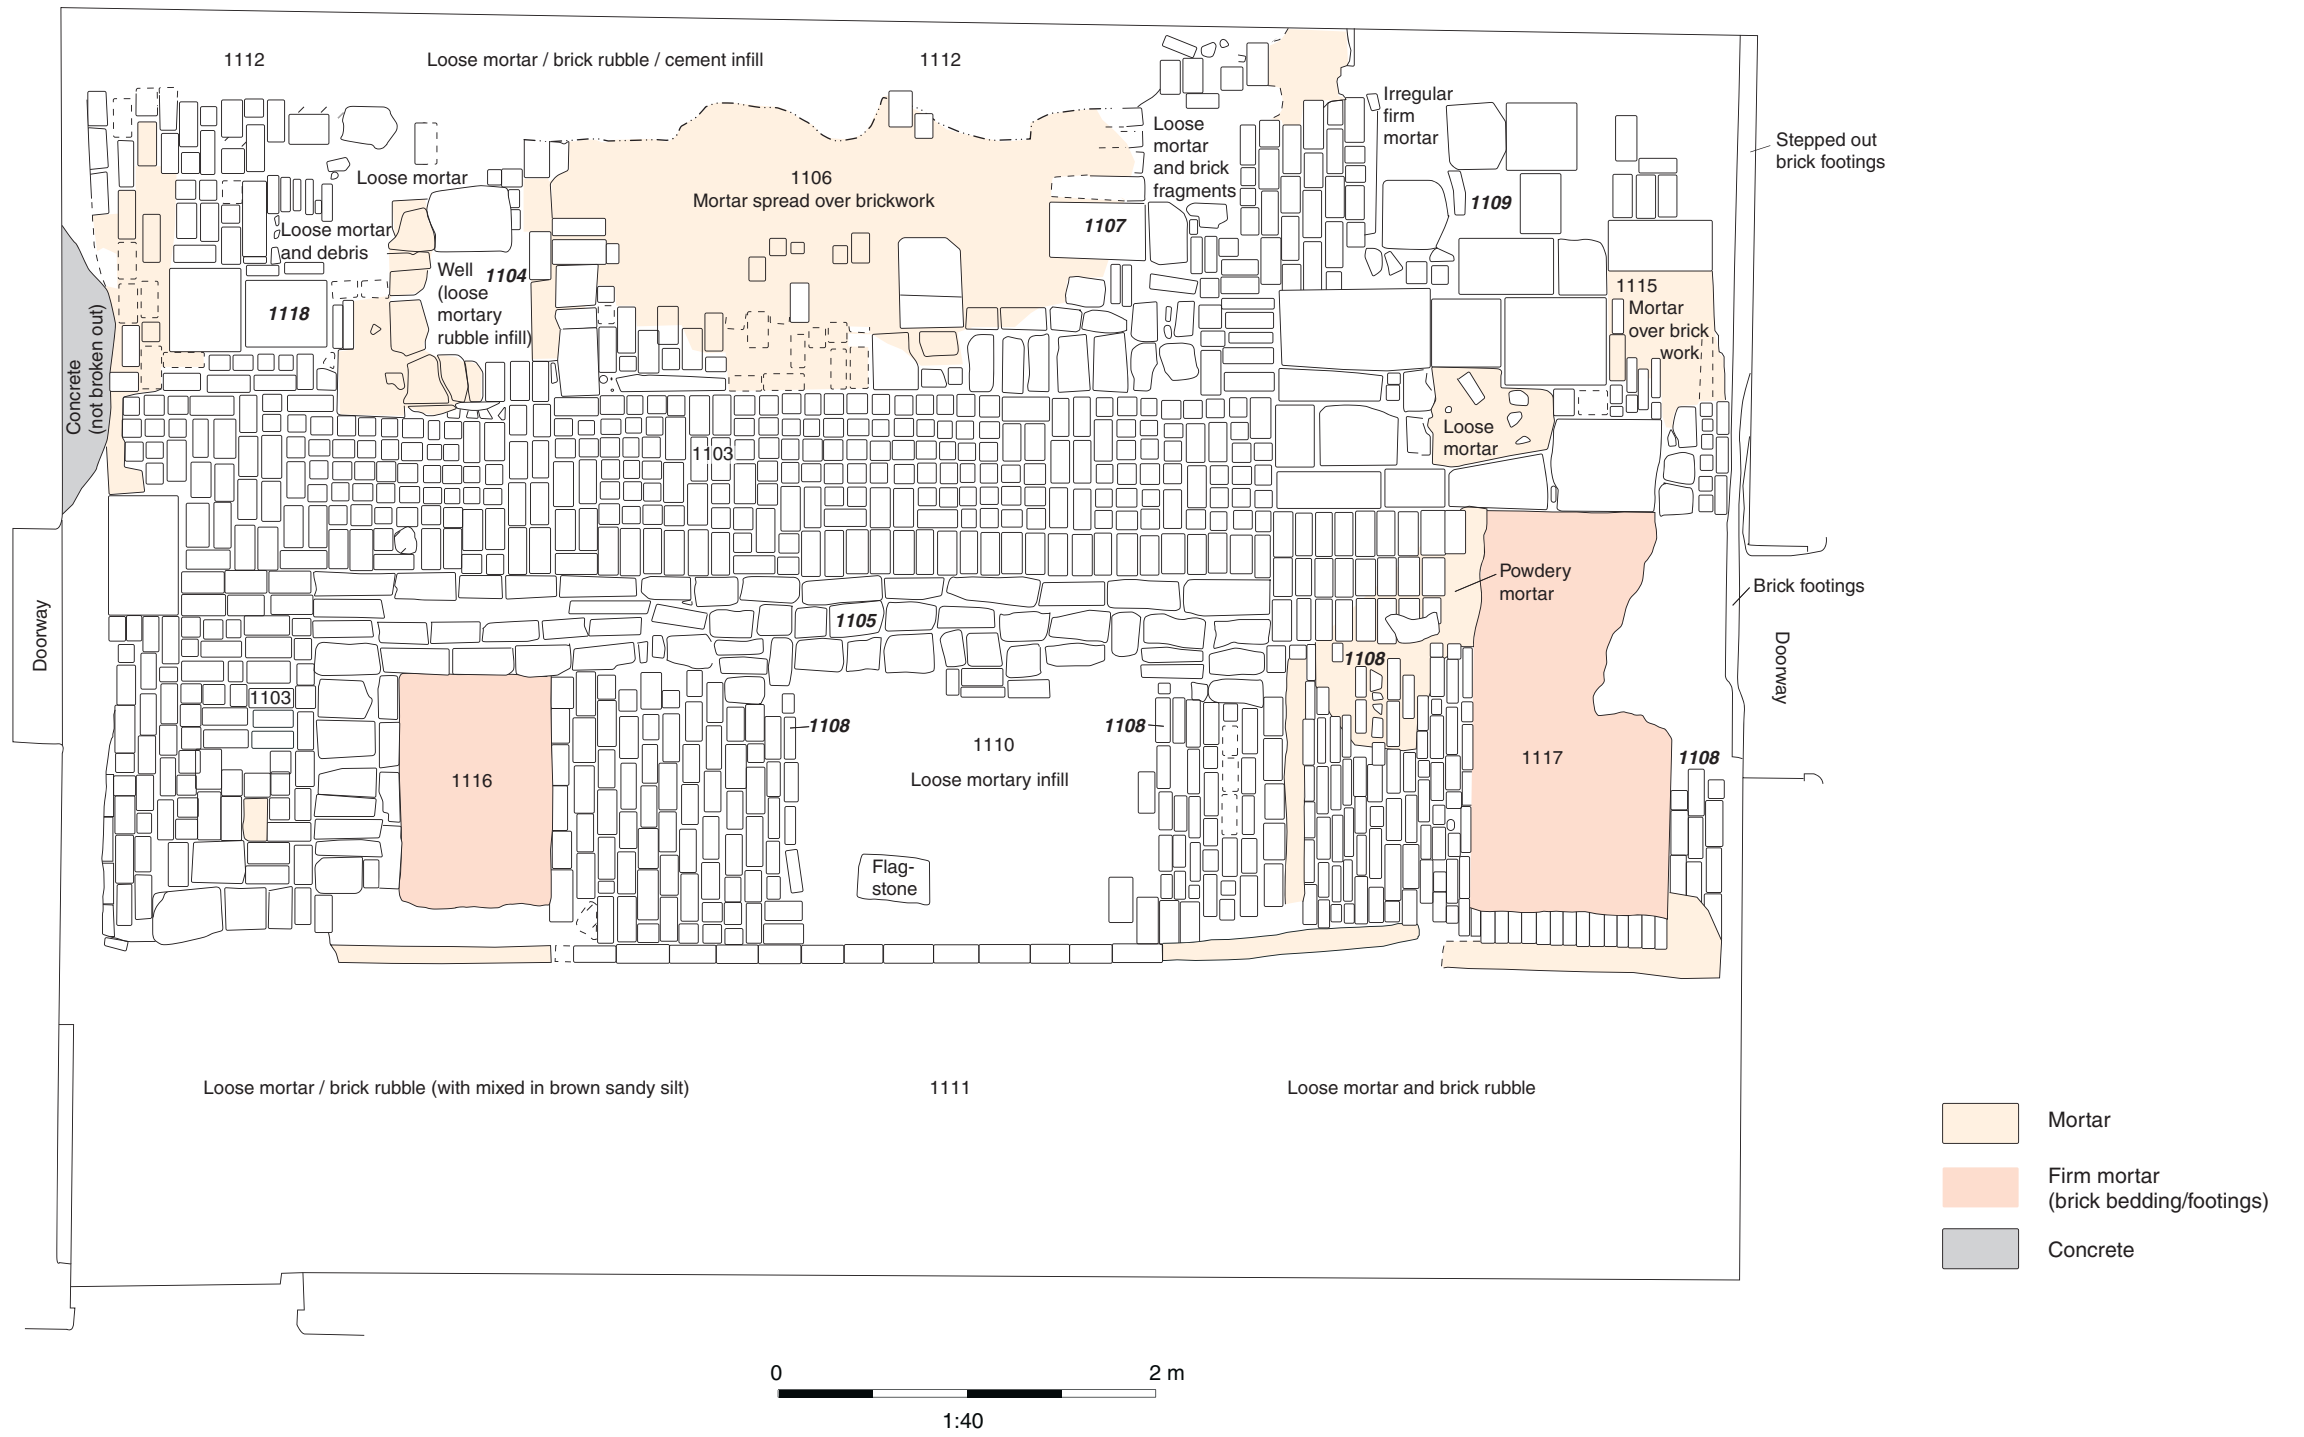 1112
Loose mortar / brick rubble / cement infill
1112
Irregular
firm
mortar
Loose
mortar
and brick
fragments
Stepped out
brick footings
Loose mortar
1106
Mortar spread over brickwork
1109
1107
Loose mortar
and debris
Well
(loose
mortary
rubble infill)
1104
1115
Mortar
over brick
work
1118
Concrete
(not broken out)
Loose
mortar
1103
Powdery
mortar
Brick footings
Doorway
1105
Doorway
1108
1103
1108
1108
1110
Loose mortary infill
1116
1117
1108
Flag-
stone
Loose mortar / brick rubble (with mixed in brown sandy silt)
1111
Loose mortar and brick rubble
Mortar
Firm mortar
(brick bedding/footings)
Concrete
0
2 m
1:40